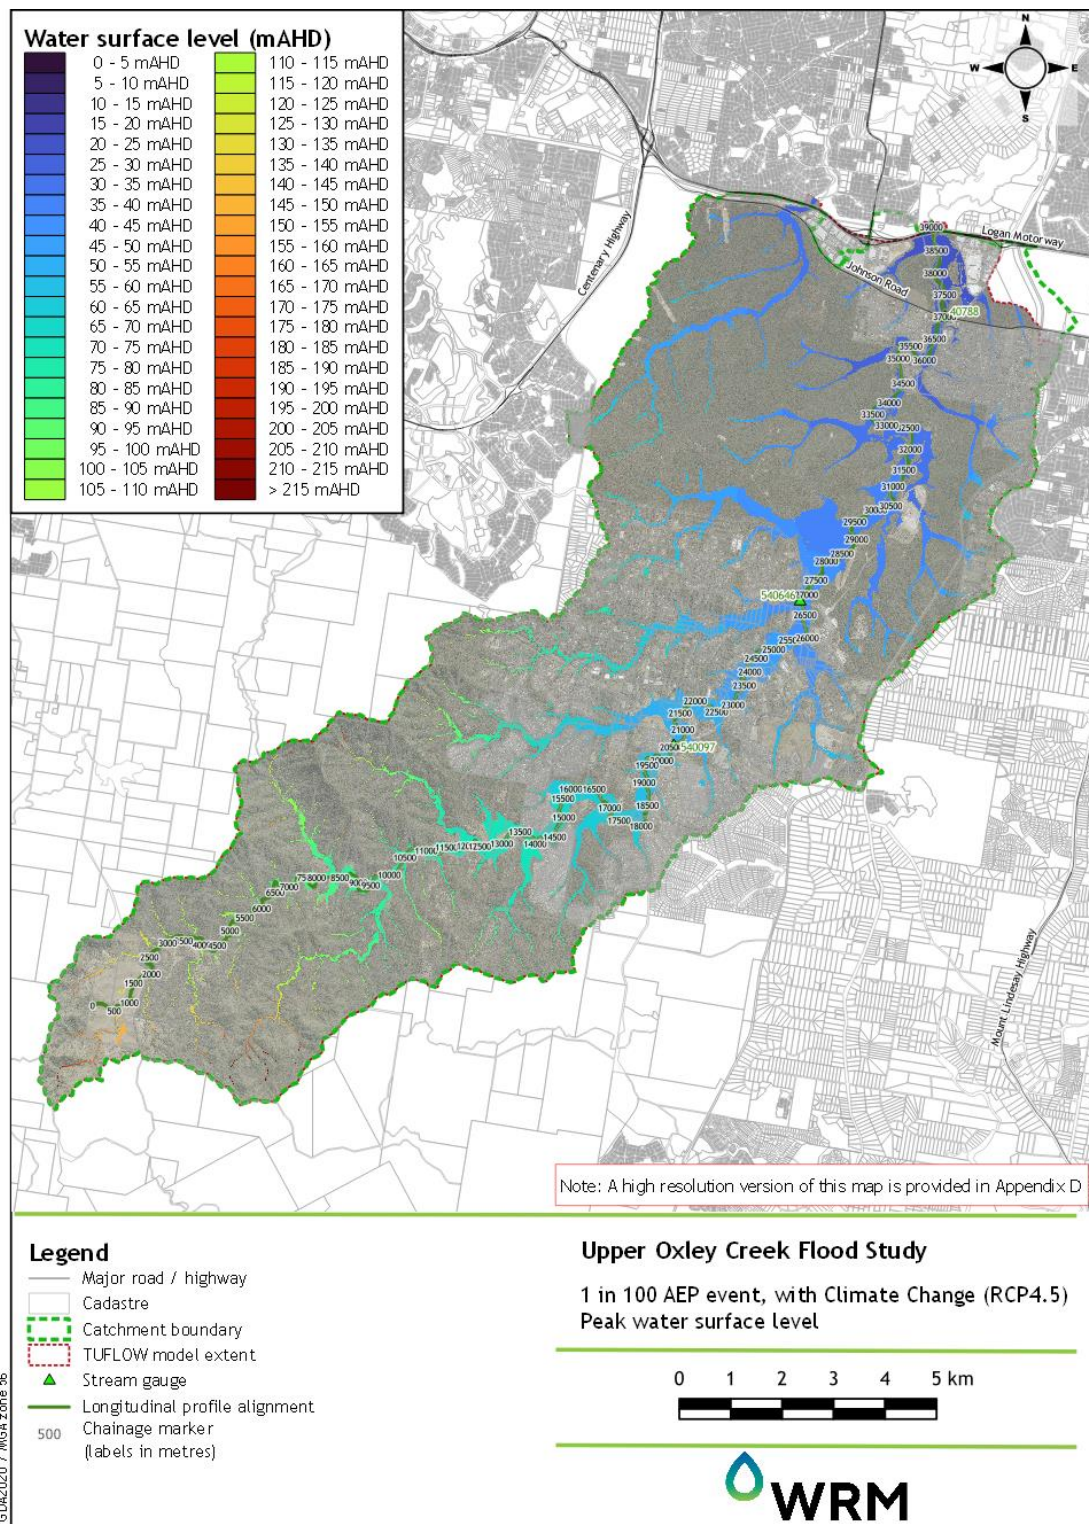 Water surface level (mAHD)
0 - 5 mAHD
5 - 10 mAHD
10 - 15 mAHD
15 - 20 mAHD
20 - 25 mAHD
25 - 30 mAHD
30 - 35 mAHD
35 - 40 mAHD
40 - 45 mAHD
45 - 50 mAHD
50 - 55 mAHD
55 - 60 mAHD
60 - 65 mAHD
65 - 70 mAHD
70 - 75 mAHD
75 - 80 mAHD
80 - 85 mAHD
85 - 90 mAHD
90 - 95 mAHD
95 - 100 mAHD
100 - 105 mAHD
105 - 110 mAHD
110 - 115 mAHD
115 - 120 mAHD
120 - 125 mAHD
125 - 130 mAHD
130 - 135 mAHD
135 - 140 mAHD
140 - 145 mAHD
145 - 150 mAHD
150 - 155 mAHD
155 - 160 mAHD
160 - 165 mAHD
165 - 170 mAHD
170 - 175 mAHD
175 - 180 mAHD
180 - 185 mAHD
185 - 190 mAHD
190 - 195 mAHD
195 - 200 mAHD
200 - 205 mAHD
205 - 210 mAHD
210 - 215 mAHD
> 215 mAHD
N
W E
S
Centenary Highway
Logan Motorway
Johnson Road
Mount Lindesay Highway
39000
38500
38000
37500
37000
40788
36500
36000
35500
35000
34500
34000
33500
33000
32500
32000
31500
31000
30500
29500
29000
28500
28000
27500
540646
26500
26000
25000
24500
24000
23500
23000
22500
22000
21500
21000
540097
19500
19000
18500
18000
17500
17000
16500
16000
15500
15000
14500
14000
13500
13000
12500
11500
11000
10500
10000
9500
8500
8000
7000
6500
6000
5500
5000
4500
3000
2500
2000
1500
1000
500
0
Note: A high resolution version of this map is provided in Appendix D
Legend
Major road / highway
Cadastre
Catchment boundary
TUFLOW model extent
Stream gauge
Longitudinal profile alignment
500 Chainage marker
(labels in metres)
Upper Oxley Creek Flood Study
1 in 100 AEP event, with Climate Change (RCP4.5)
Peak water surface level
0 1 2 3 4 5 km
WRM
GDA2020 / MGA zone 56